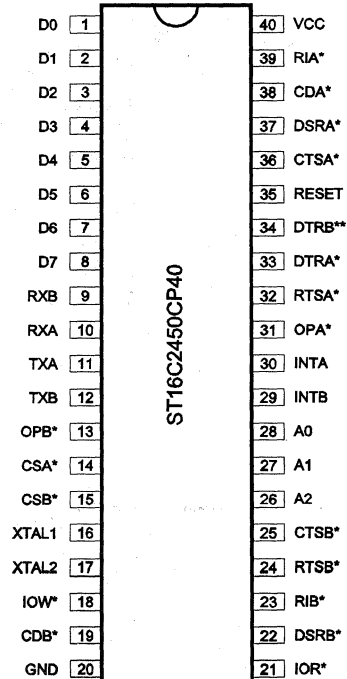 D0 1 40 VCC
D1 2 39 RIA*
D2 3 38 CDA*
D3 4 37 DSRA*
D4 5 36 CTSA*
D5 6 35 RESET
D6 7 34 DTRB**
D7 8 33 DTRA*
RXB 9 32 RTSA*
RXA 10 31 OPA*
TXA 11 30 INTA
TXB 12 29 INTB
OPB* 13 28 A0
CSA* 14 27 A1
CSB* 15 26 A2
XTAL1 16 25 CTSB*
XTAL2 17 24 RTSB*
IOW* 18 23 RIB*
CDB* 19 22 DSRB*
GND 20 21 IOR*
ST16C2450CP40